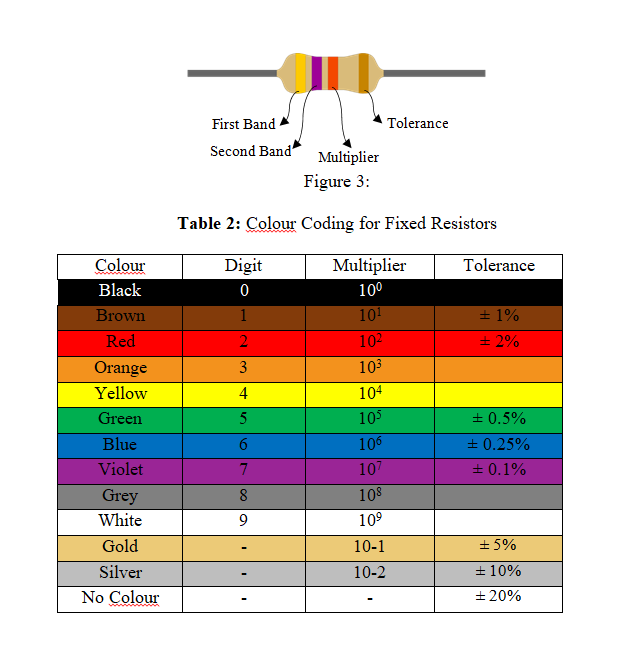 First Band
Tolerance
Second Band
Multiplier
Figure 3:
Table 2: Colour Coding for Fixed Resistors
Colour Digit Multiplier Tolerance
Black 0 10⁰
Brown 1 10¹ ± 1%
Red 2 10² ± 2%
Orange 3 10³
Yellow 4 10⁴
Green 5 10⁵ ± 0.5%
Blue 6 10⁶ ± 0.25%
Violet 7 10⁷ ± 0.1%
Grey 8 10⁸
White 9 10⁹
Gold - 10-1 ± 5%
Silver - 10-2 ± 10%
No Colour - - ± 20%